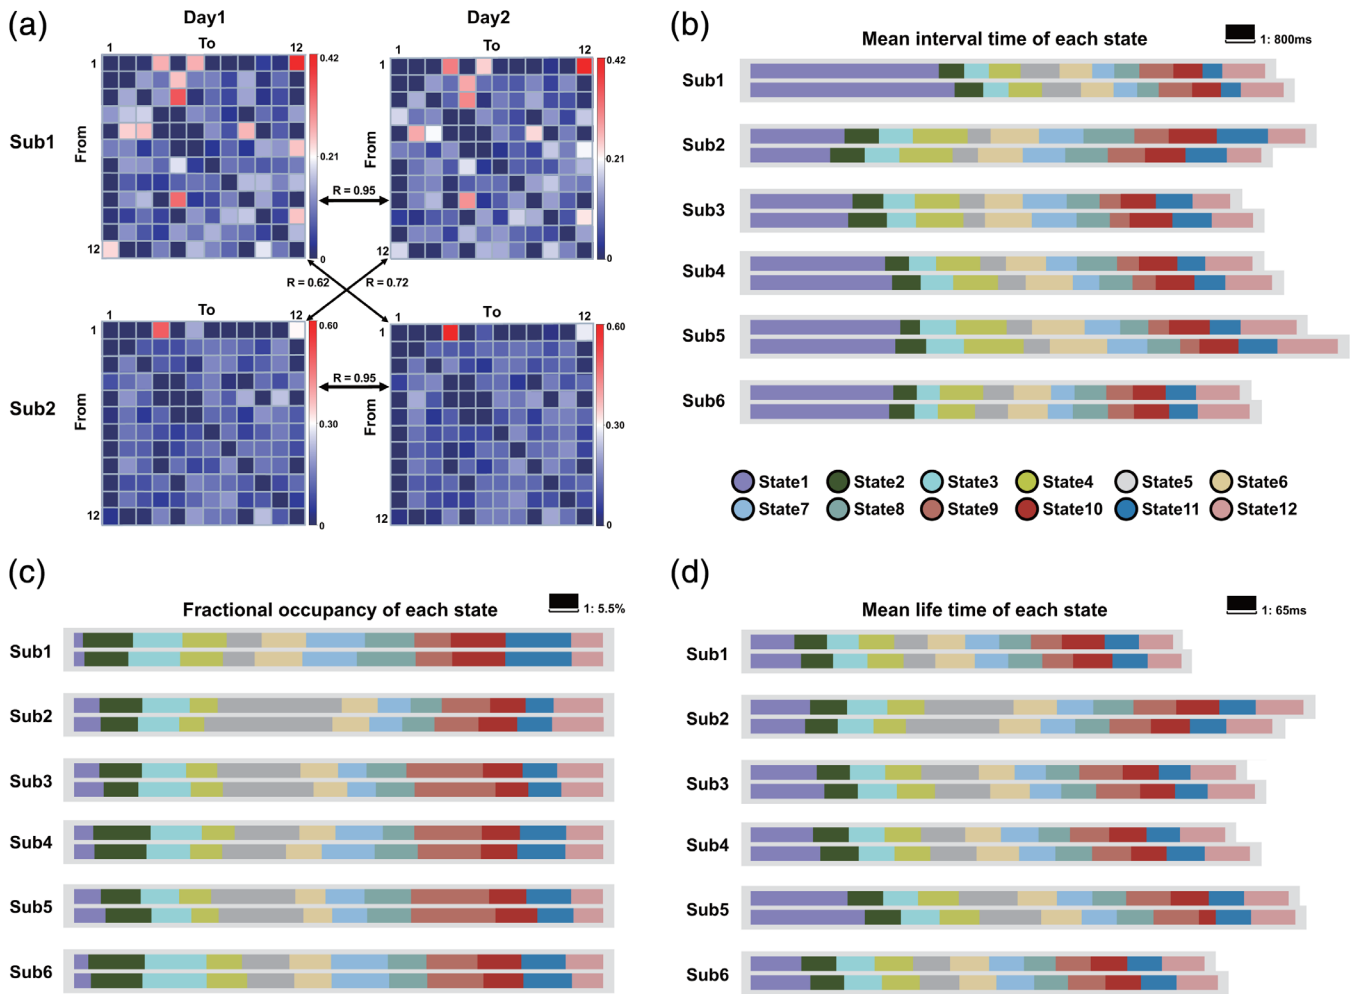 (a)
Day1
Day2
1
To
12
1
To
12
Sub1
From
1
12
0.42
0.21
0
From
1
12
0.42
0.21
0
R = 0.95
R = 0.62
R = 0.72
Sub2
To
12
From
1
12
0.60
0.30
0
To
12
From
1
12
0.60
0.30
0
R = 0.95
(b)
Mean interval time of each state
1: 800ms
Sub1
Sub2
Sub3
Sub4
Sub5
Sub6
State1
State2
State3
State4
State5
State6
State7
State8
State9
State10
State11
State12
(c)
Fractional occupancy of each state
1: 5.5%
Sub1
Sub2
Sub3
Sub4
Sub5
Sub6
(d)
Mean life time of each state
1: 65ms
Sub1
Sub2
Sub3
Sub4
Sub5
Sub6